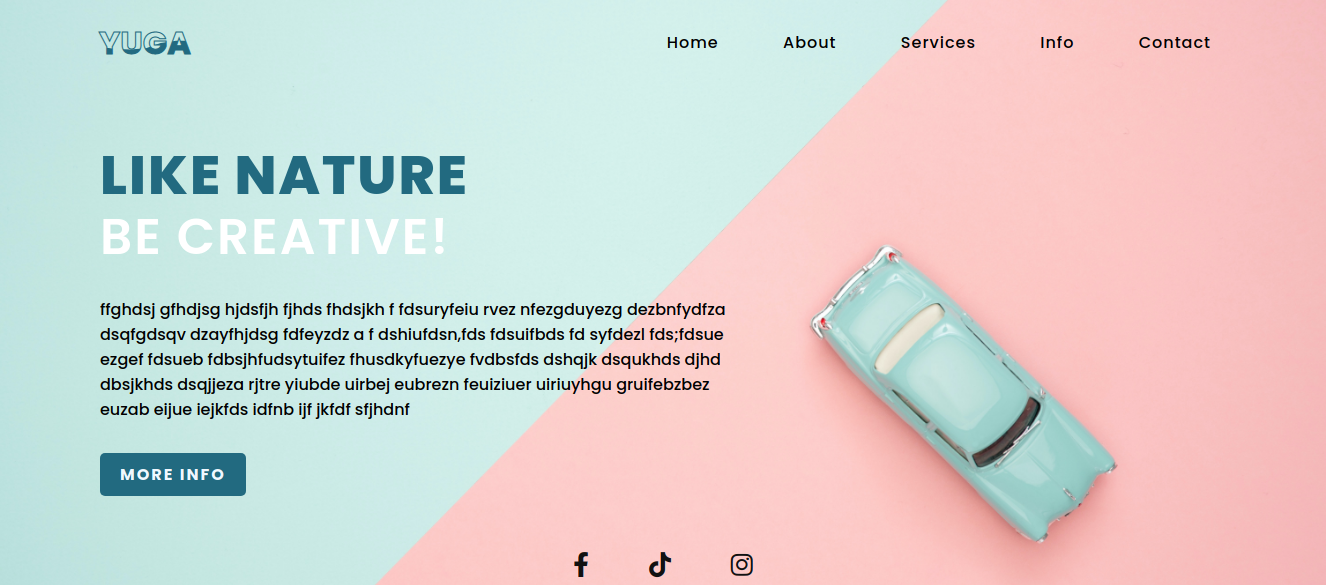 YUGA
Home About Services Info Contact
LIKE NATURE
BE CREATIVE!
ffghdsj gfhdjsg hjdsfjh fjhds fhdsjkh f fdsuryfeiu rvez nfezgduyezg dezbnfydfza
dsqfgdsqv dzayfhjdsg fdfeyzdz a f dshiufdsn,fds fdsuifbds fd syfdezl fds;fdsue
ezgef fdsueb fdbsjhfudsytuifez fhusdkyfuezye fvdbsfds dshqjk dsqukhds djhd
dbsjkhds dsqjjeza rjtre yiubde uirbej eubrezn feuiziuer uiriuyhgu gruifebzbez
euzab eijue iejkfds idfnb ijf jkfdf sfjhdnf
MORE INFO